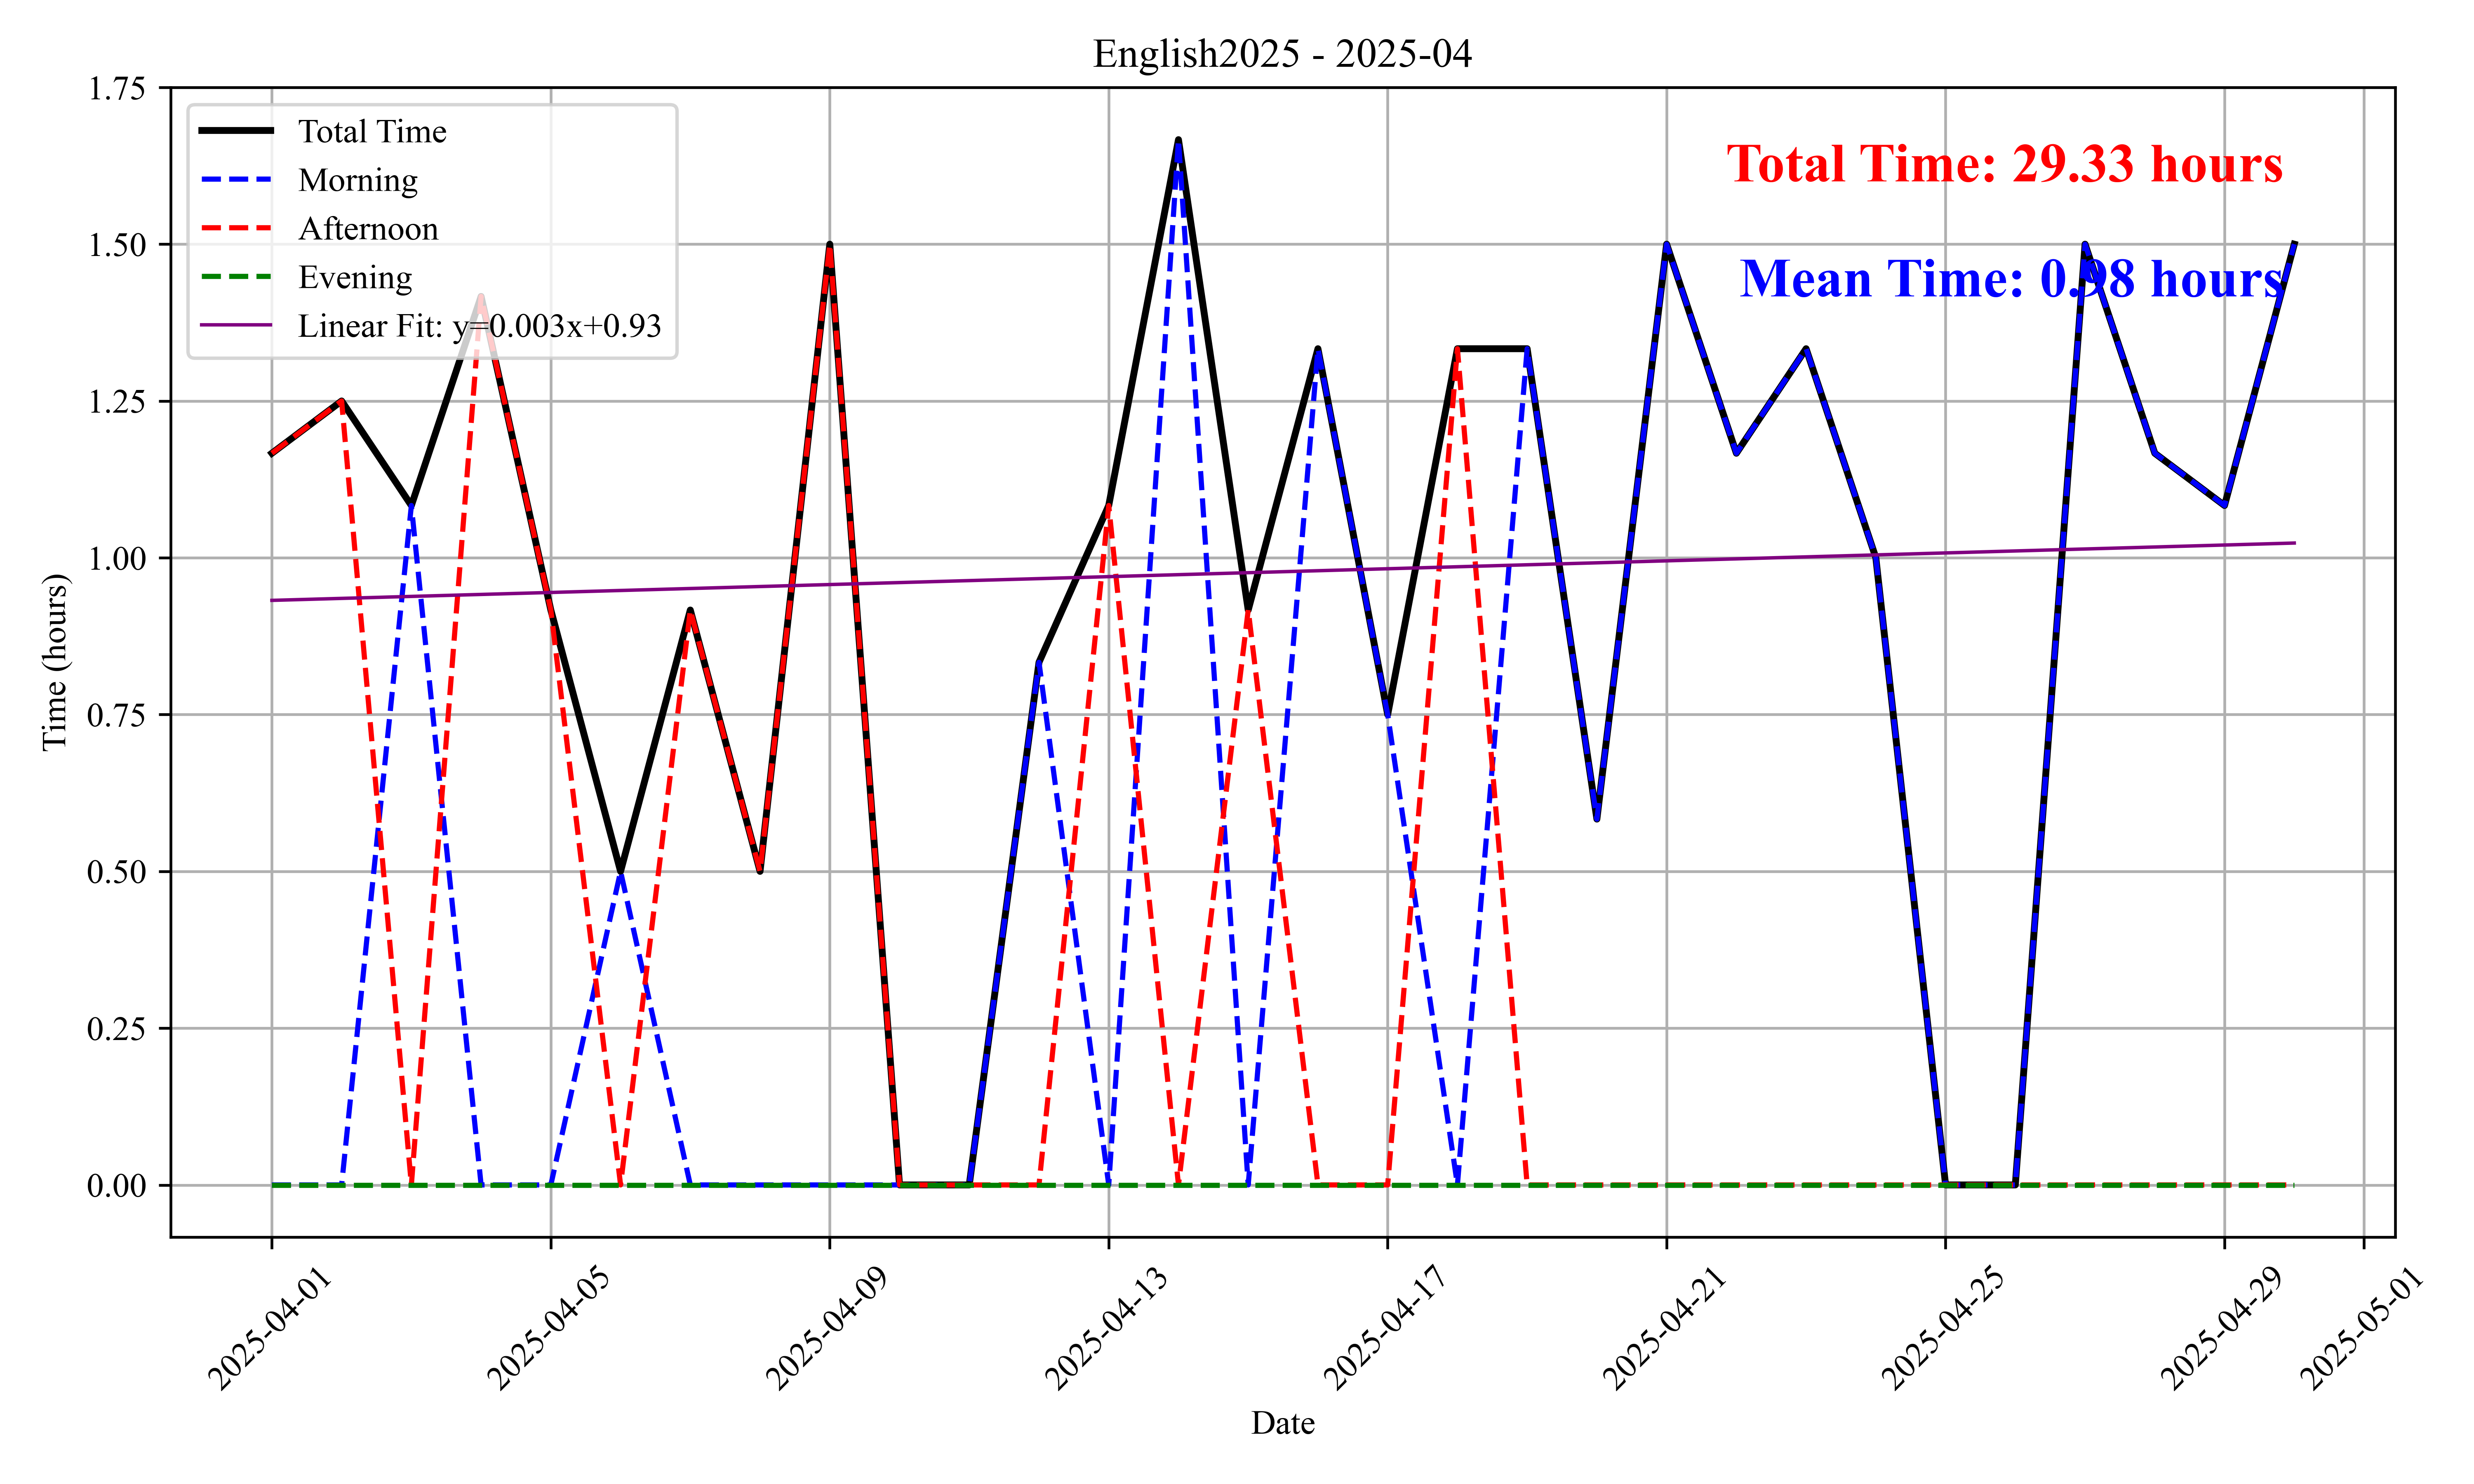 English2025 - 2025-04
Total Time
Morning
Afternoon
Evening
Linear Fit: y=0.003x+0.93
Total Time: 29.33 hours
Mean Time: 0.98 hours
Time (hours)
1.75
1.50
1.25
1.00
0.75
0.50
0.25
0.00
2025-04-01
2025-04-05
2025-04-09
2025-04-13
2025-04-17
2025-04-21
2025-04-25
2025-04-29
2025-05-01
Date